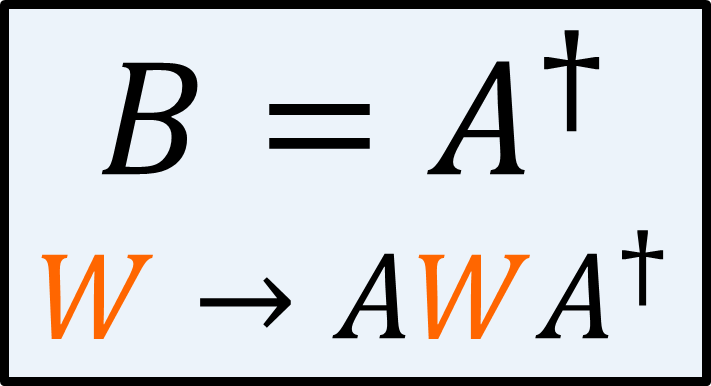 B = A†
W → AWA†